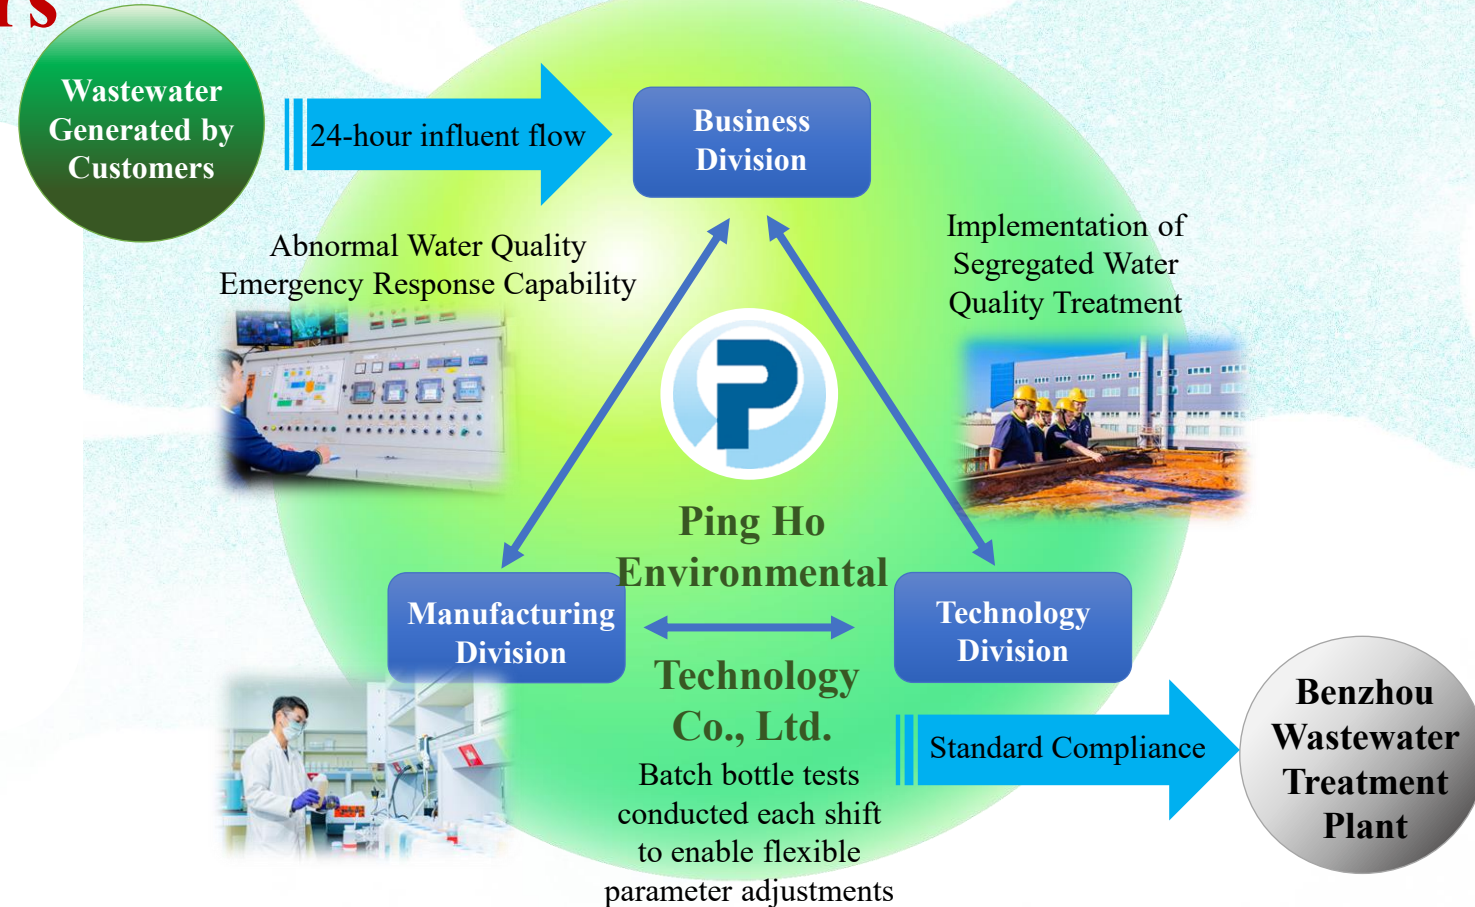 rs
Wastewater
Generated by
Customers
24-hour influent flow
Business
Division
Abnormal Water Quality
Emergency Response Capability
Implementation of
Segregated Water
Quality Treatment
P
Ping Ho
Environmental
Manufacturing
Division
Technology
Division
Technology
Co., Ltd.
Standard Compliance
Benzhou
Wastewater
Treatment
Plant
Batch bottle tests
conducted each shift
to enable flexible
parameter adjustments